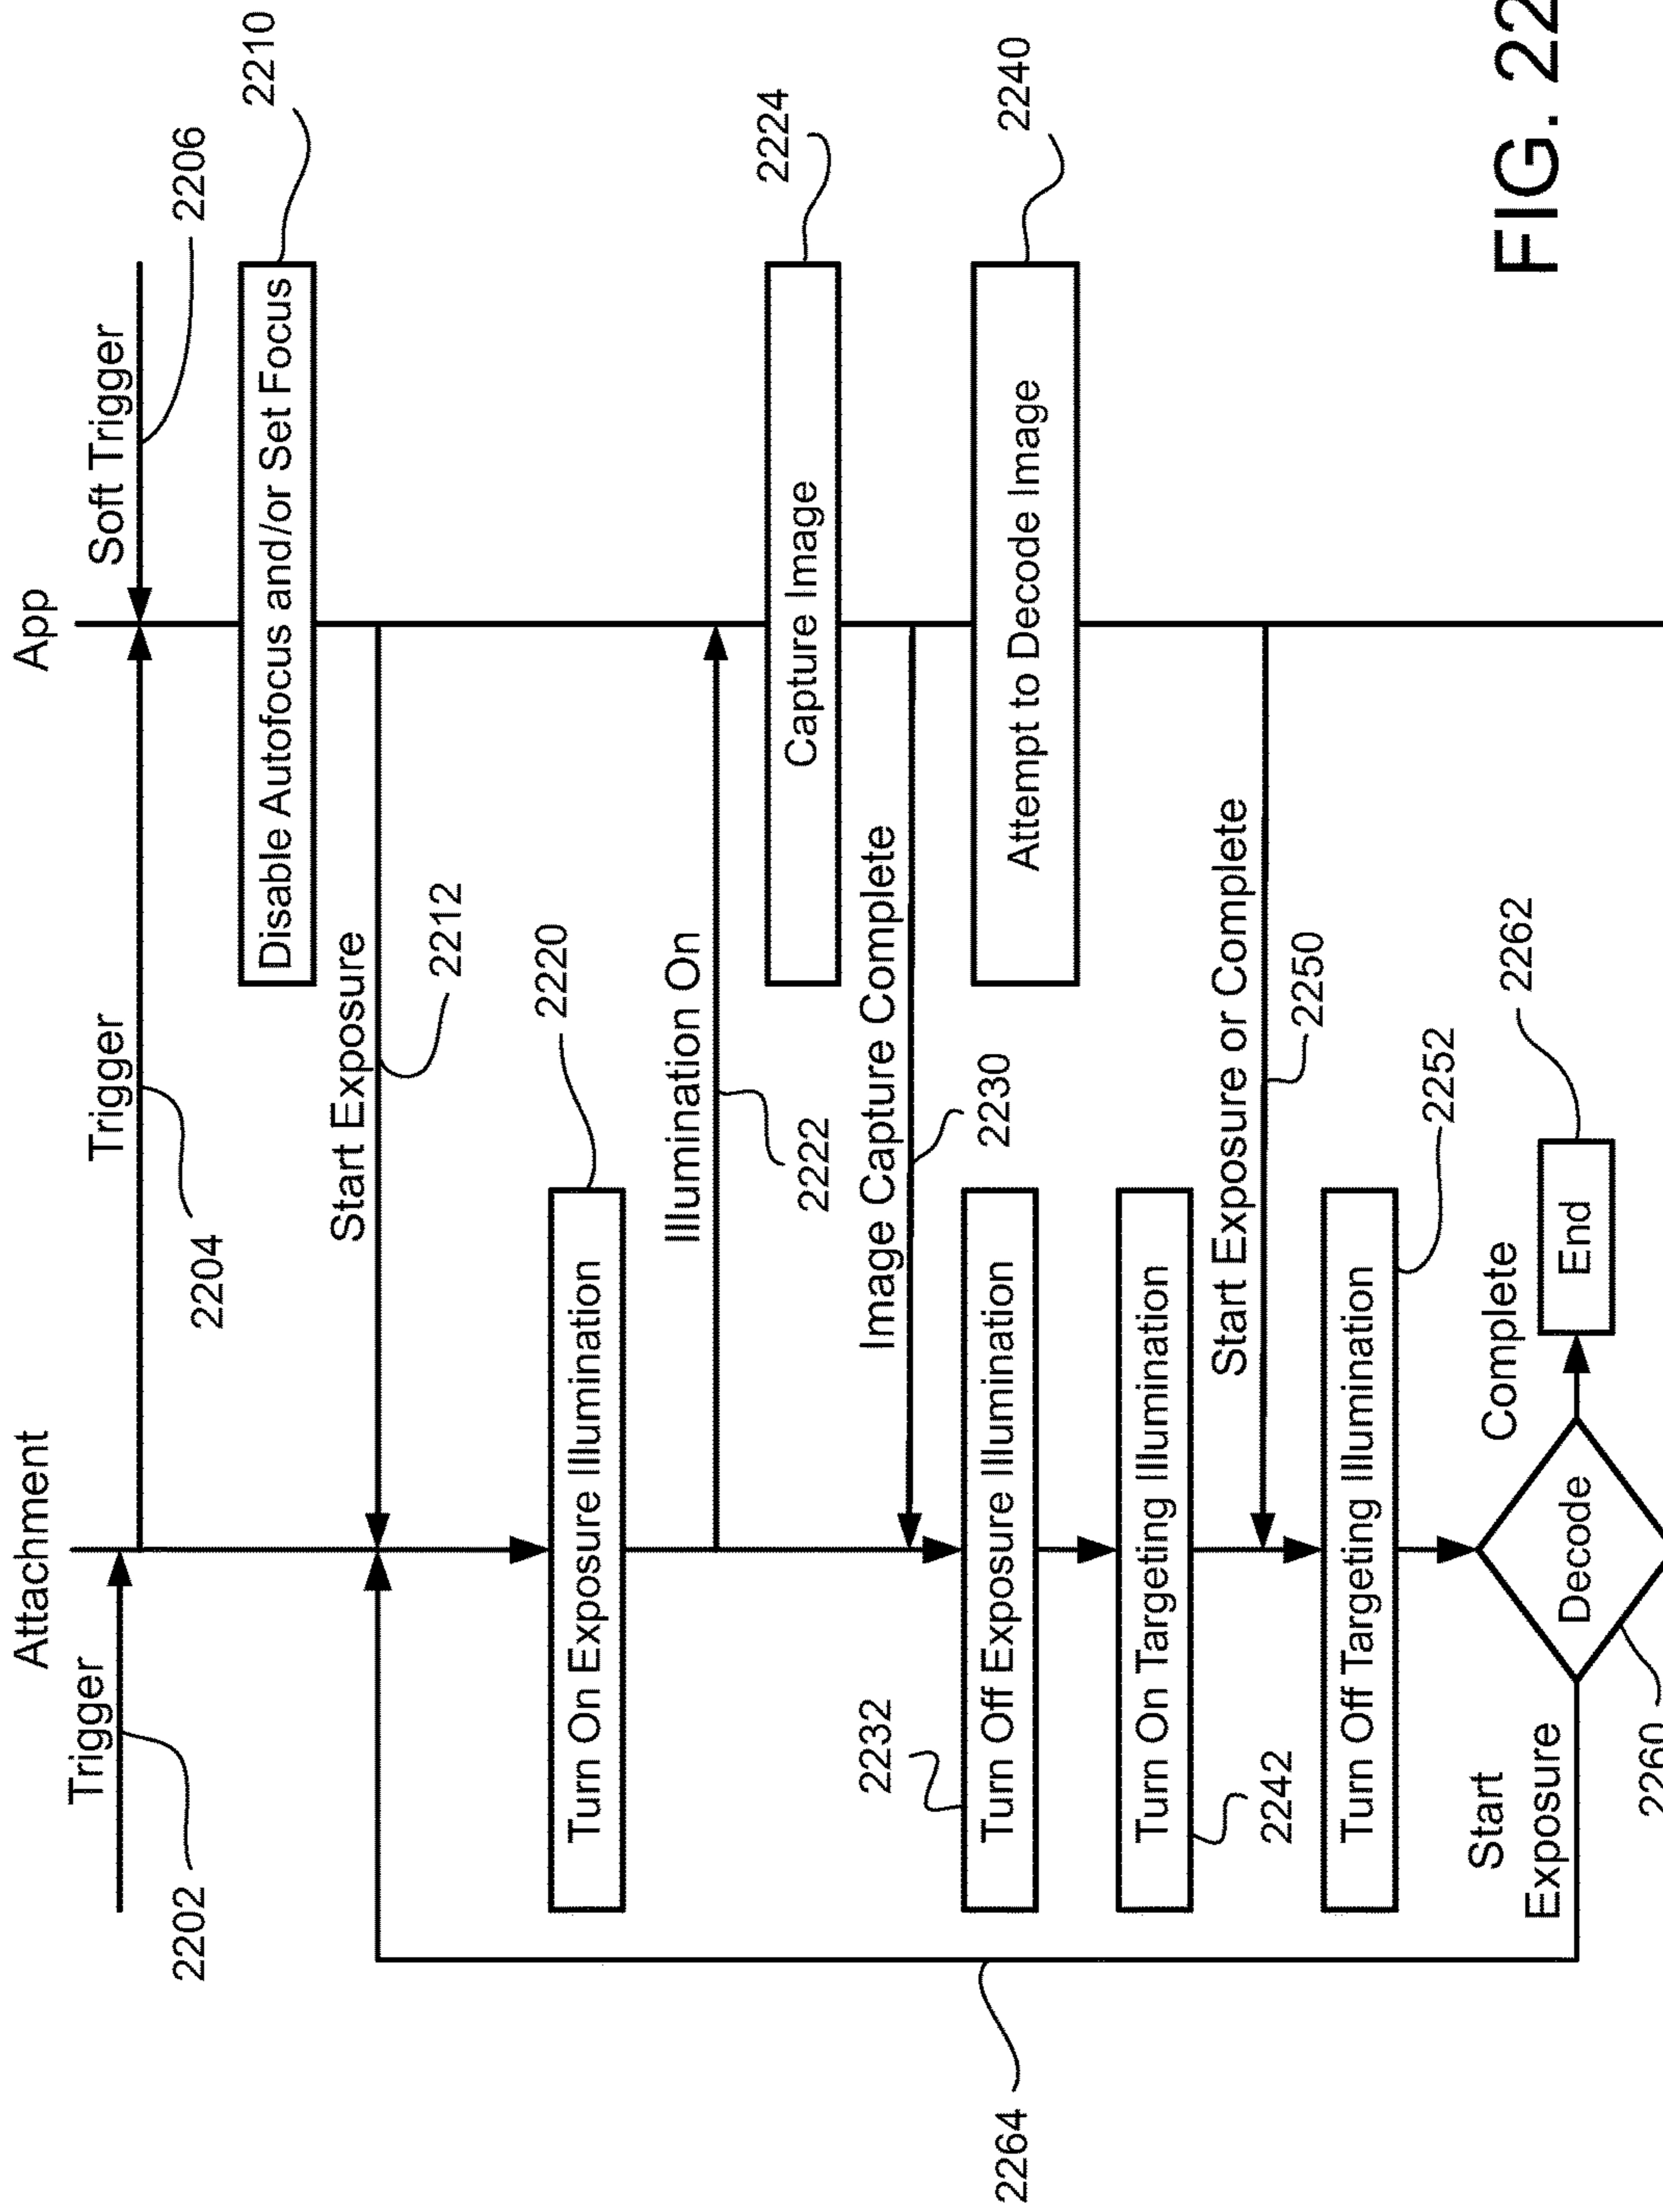 Attachment
App
Trigger
2202
Trigger
2204
Soft Trigger
2206
Disable Autofocus and/or Set Focus
2210
Start Exposure
2212
Turn On Exposure Illumination
2220
Illumination On
2222
Capture Image
2224
Image Capture Complete
2230
Turn Off Exposure Illumination
2232
Attempt to Decode Image
2240
Turn On Targeting Illumination
2242
Start Exposure or Complete
2250
Turn Off Targeting Illumination
2252
Decode
2260
Start
Exposure
Complete
End
2262
2264
FIG. 22